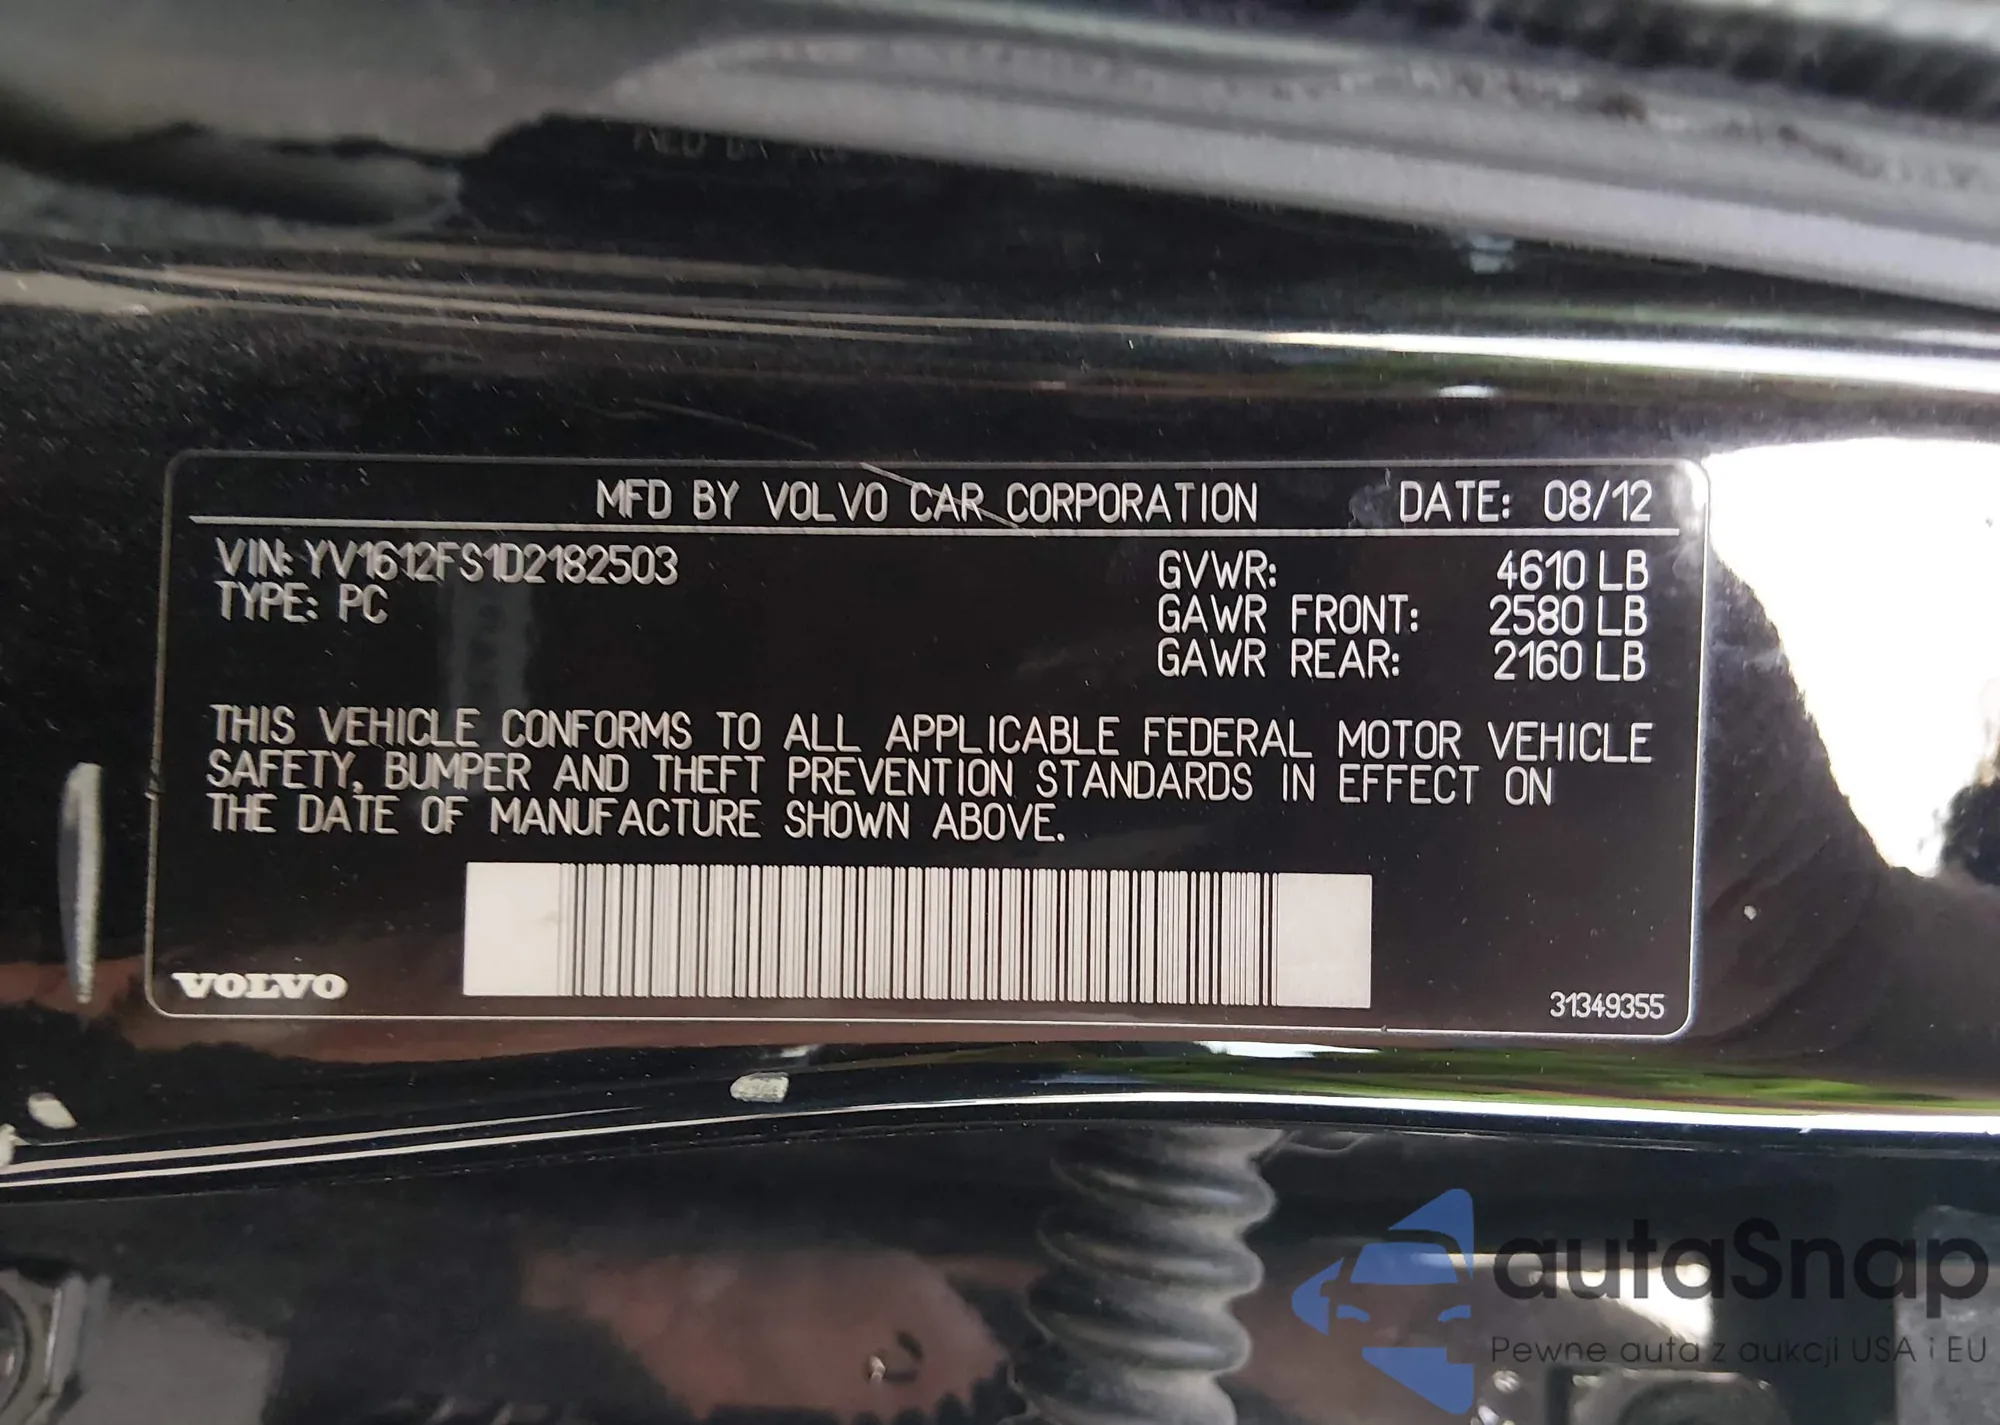 MFD BY VOLVO CAR CORPORATION DATE: 08/12
VIN: YV1612FS1D2182503 GVWR: 4610 LB
TYPE: PC GAWR FRONT: 2580 LB
GAWR REAR: 2160 LB
THIS VEHICLE CONFORMS TO ALL APPLICABLE FEDERAL MOTOR VEHICLE
SAFETY, BUMPER AND THEFT PREVENTION STANDARDS IN EFFECT ON
THE DATE OF MANUFACTURE SHOWN ABOVE.
VOLVO
31349355
autaSnap
Pewne auta z aukcji USA i EU